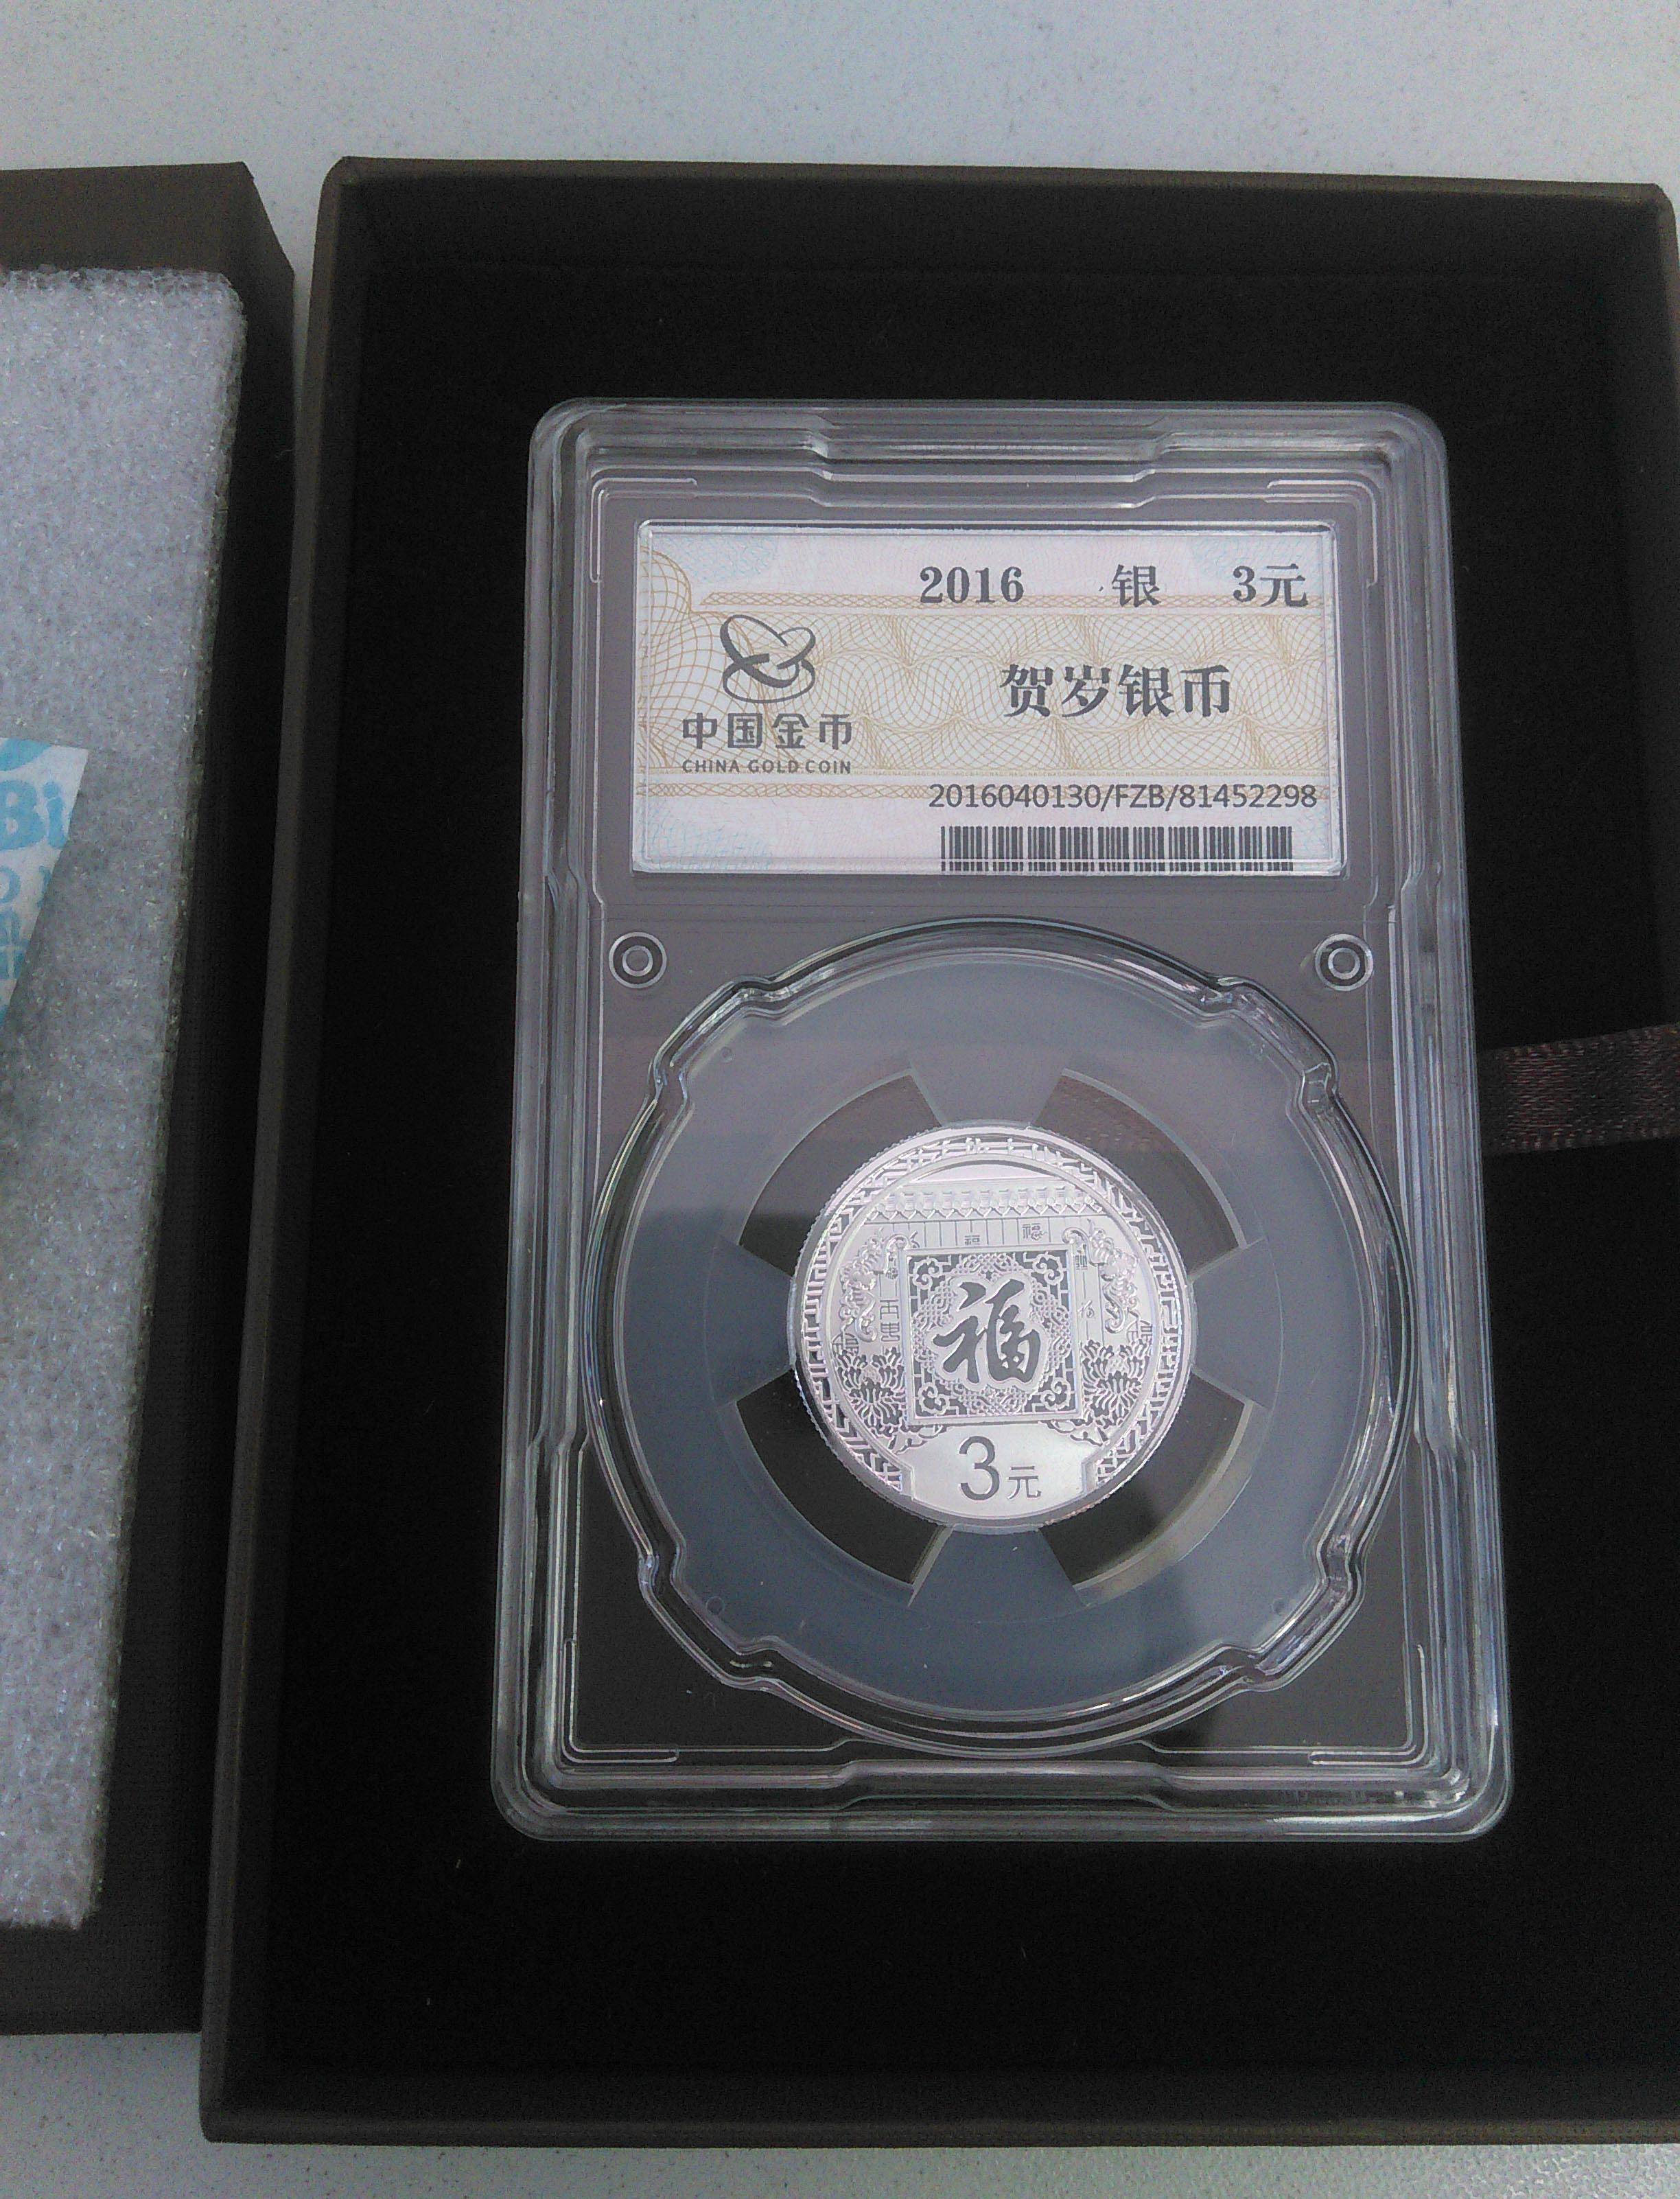 2016 银 3元
贺岁银币
中国金币
CHINA GOLD COIN
2016040130/FZB/81452298
福
3元
Bi